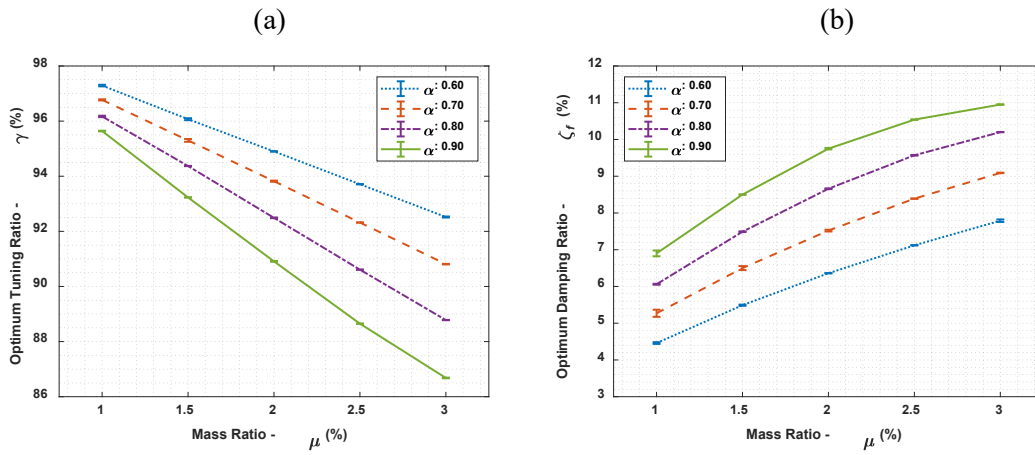 (a)
98
96
94
92
90
88
86
Optimum Tuning Ratio - γ (%)
1 1.5 2 2.5 3
Mass Ratio - μ (%)
α: 0.60
α: 0.70
α: 0.80
α: 0.90
(b)
12
11
10
9
8
7
6
5
4
3
Optimum Damping Ratio - ζf (%)
1 1.5 2 2.5 3
Mass Ratio - μ (%)
α: 0.60
α: 0.70
α: 0.80
α: 0.90